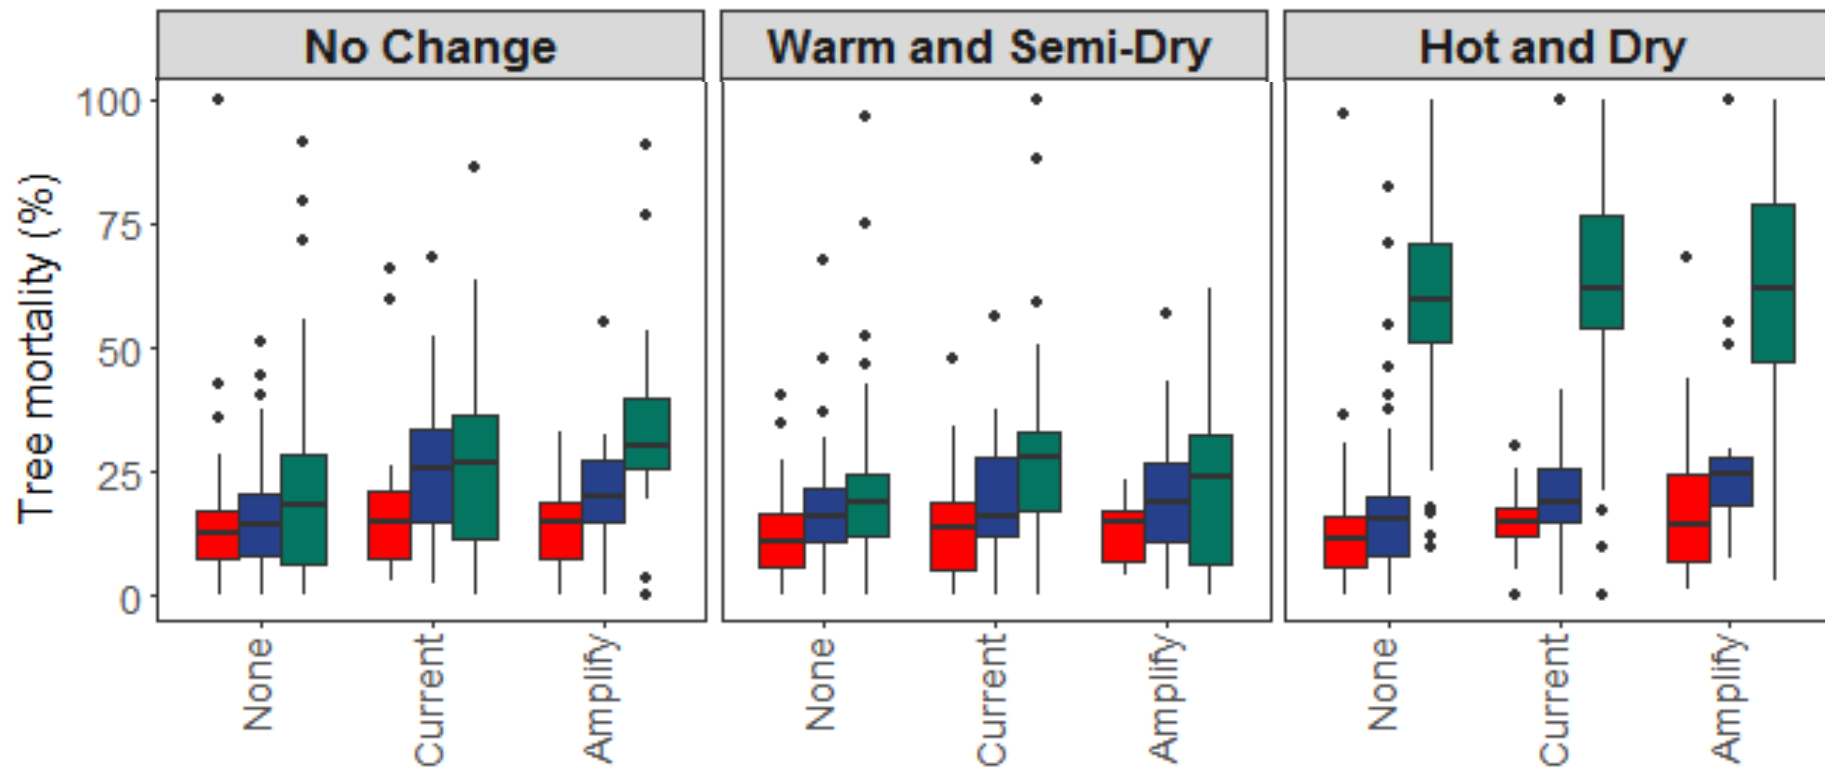 No Change
Warm and Semi-Dry
Hot and Dry
Tree mortality (%)
100
75
50
25
0
None
Current
Amplify
None
Current
Amplify
None
Current
Amplify